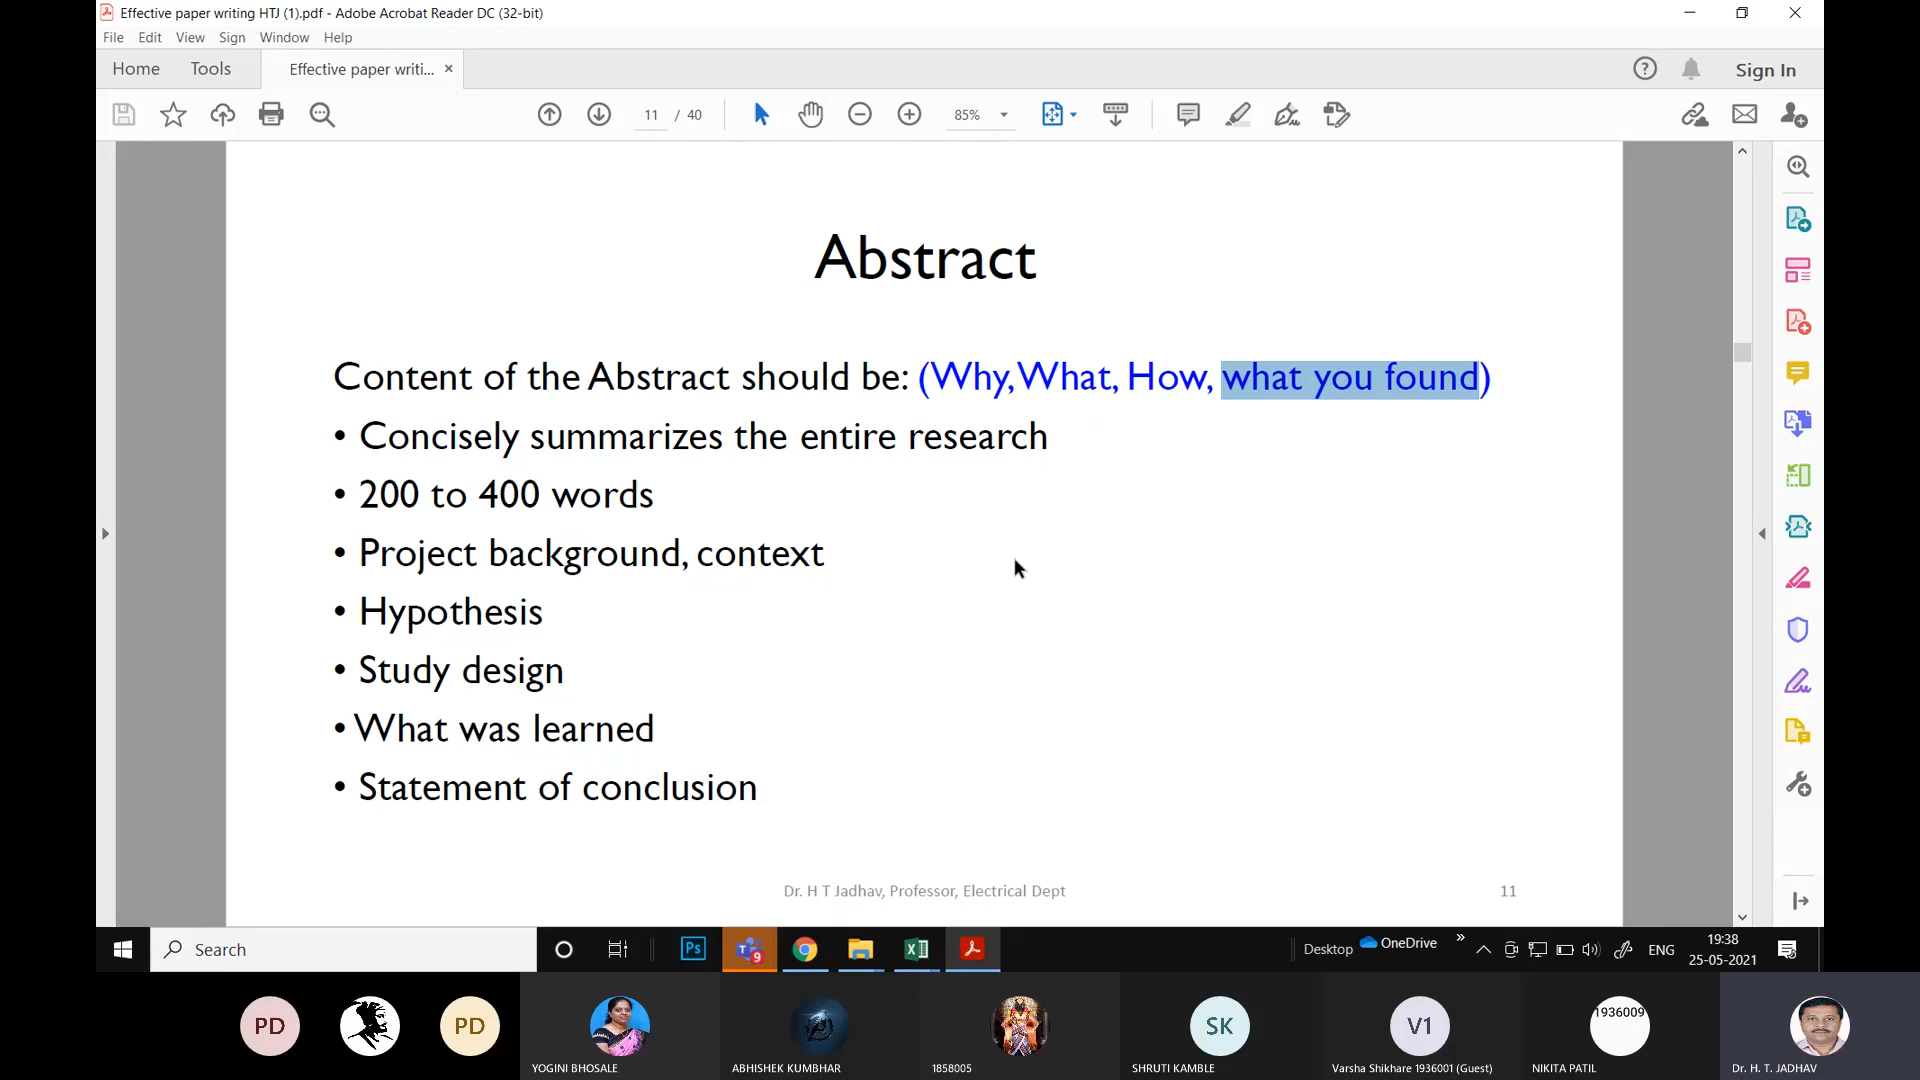 Effective paper writing HTJ (1).pdf - Adobe Acrobat Reader DC (32-bit)
File Edit View Sign Window Help
Home Tools Effective paper writi... × Sign In
11 / 40 85%
Abstract
Content of the Abstract should be: (Why, What, How, what you found)
• Concisely summarizes the entire research
• 200 to 400 words
• Project background, context
• Hypothesis
• Study design
• What was learned
• Statement of conclusion
Dr. H T Jadhav, Professor, Electrical Dept 11
Search Ps T 9 Desktop OneDrive » ENG 19:38
25-05-2021
PD PD SK V1 1936009
YOGINI BHOSALE ABHISHEK KUMBHAR 1858005 SHRUTI KAMBLE Varsha Shikhare 1936001 (Guest) NIKITA PATIL Dr. H. T. JADHAV